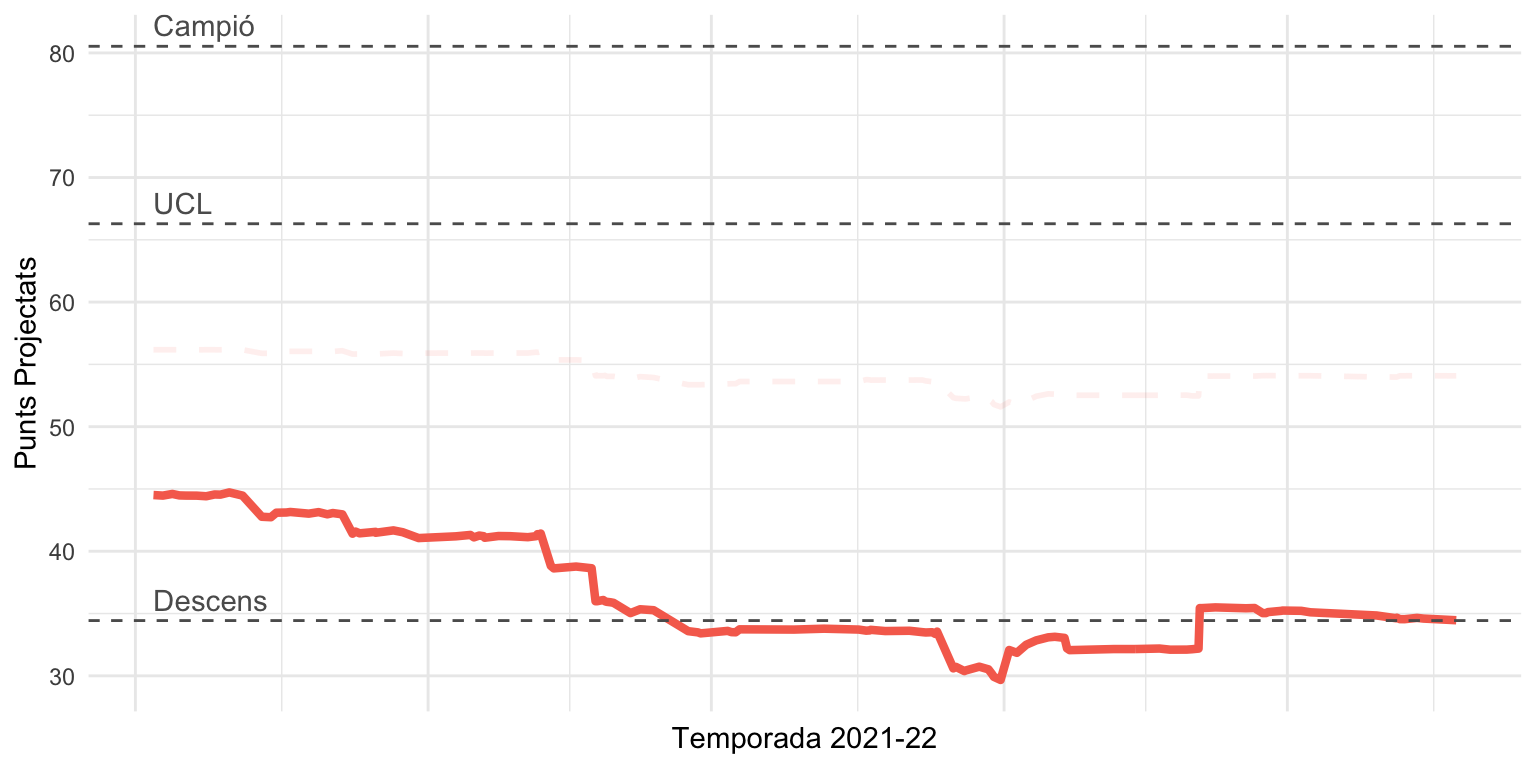 Campió
80
70
UCL
60
50
40
Descens
30
Punts Projectats
Temporada 2021-22